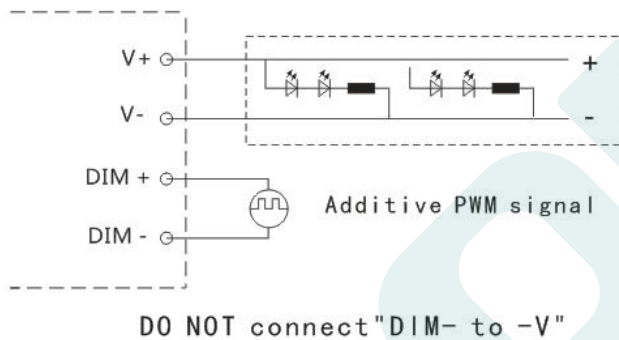 V+
+
V-
-
DIM +
Additive PWM signal
DIM -
DO NOT connect"DIM- to -V"